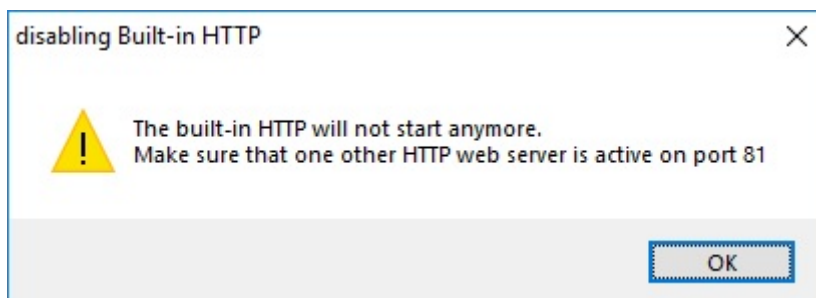 disabling Built-in HTTP
The built-in HTTP will not start anymore.
Make sure that one other HTTP web server is active on port 81
OK